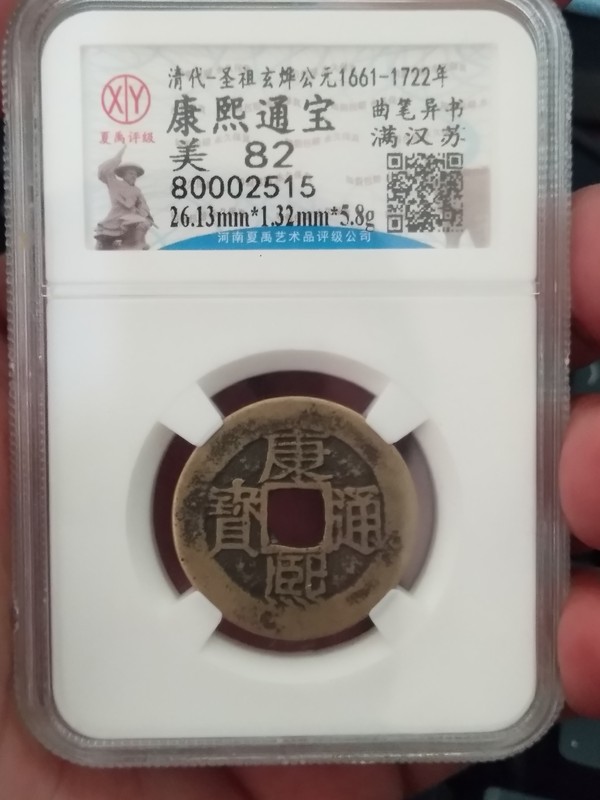 清代-圣祖玄烨公元1661-1722年
康熙通宝 曲笔异书
美 82 满汉苏
80002515
26.13mm*1.32mm*5.8g
河南夏禹艺术品评级公司
XY
夏禹评级
康熙通寶